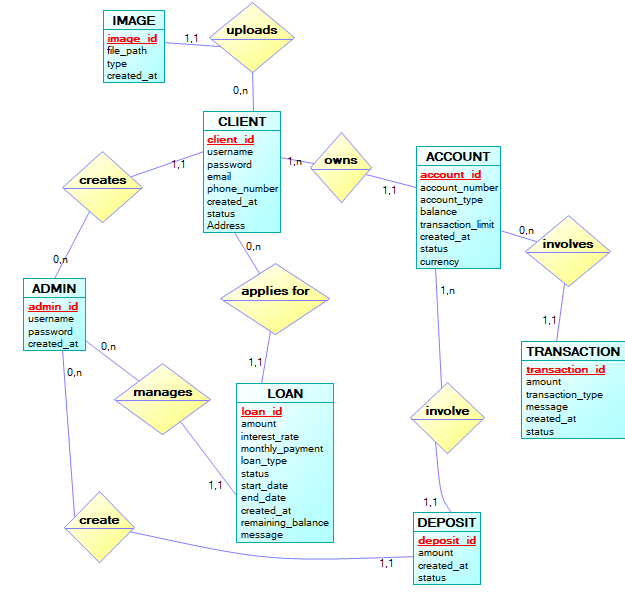 IMAGE
image_id
file_path
type
created_at
1,1
uploads
0,n
CLIENT
client_id
username
password
email
phone_number
created_at
status
Address
1,n
owns
1,1
ACCOUNT
account_id
account_number
account_type
balance
transaction_limit
created_at
status
currency
1,1
creates
0,n
0,n
involves
1,1
0,n
applies for
1,1
ADMIN
admin_id
username
password
created_at
0,n
manages
1,1
0,n
LOAN
loan_id
amount
interest_rate
monthly_payment
loan_type
status
start_date
end_date
created_at
remaining_balance
message
1,n
involve
1,1
TRANSACTION
transaction_id
amount
transaction_type
message
created_at
status
create
1,1
DEPOSIT
deposit_id
amount
created_at
status